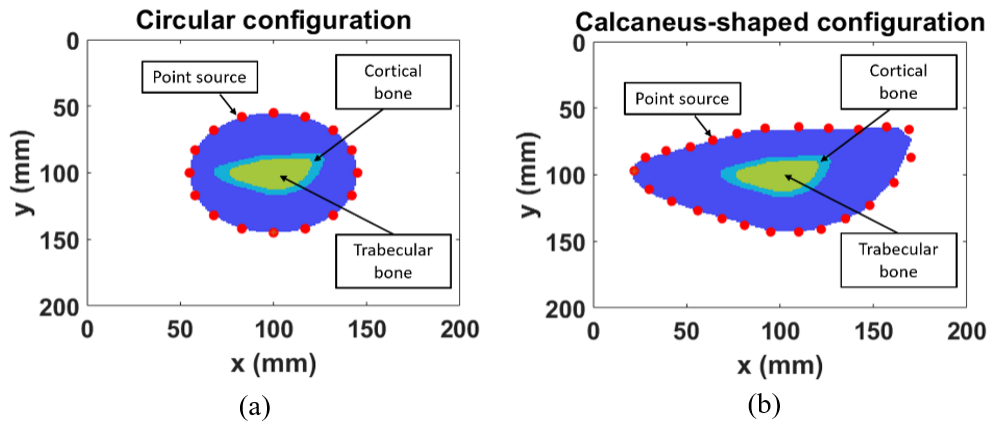 Circular configuration
0
50
100
150
200
y (mm)
Point source
Cortical
bone
Trabecular
bone
0
50
100
150
200
x (mm)
(a)
Calcaneus-shaped configuration
0
50
100
150
200
y (mm)
Point source
Cortical
bone
Trabecular
bone
0
50
100
150
200
x (mm)
(b)